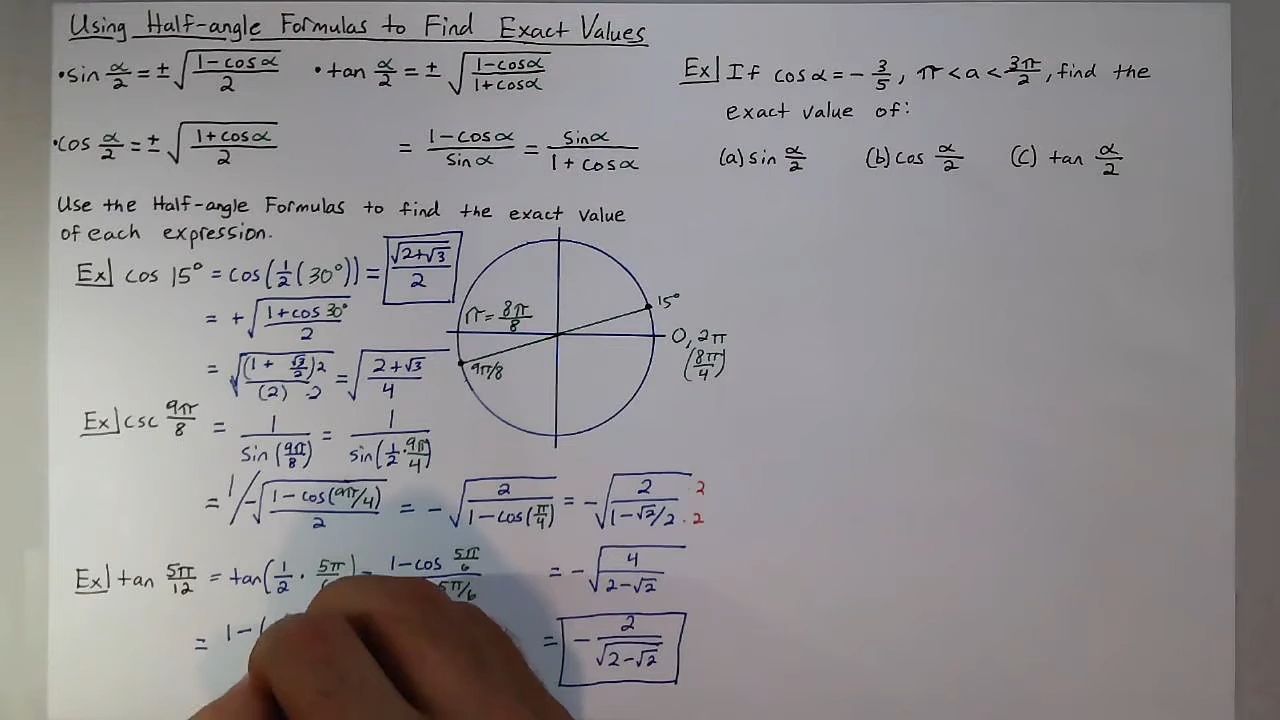 Using Half-angle Formulas to Find Exact Values
• sin α/2 = ± √((1 - cos α)/2)   • tan α/2 = ± √((1 - cos α)/(1 + cos α))
• cos α/2 = ± √((1 + cos α)/2)   = (1 - cos α)/(sin α) = (sin α)/(1 + cos α)
Use the Half-angle Formulas to find the exact value
of each expression.
Ex| cos 15° = cos(1/2 (30°)) = √(2+√3)/2
= + √((1 + cos 30°)/2)
= √((1 + √3/2)2/((2)·2)) = √((2+√3)/4)
Ex| csc 9π/8 = 1/(sin(9π/8)) = 1/(sin(1/2 · 9π/4))
= 1/-√((1 - cos(9π/4))/2) = -√(2/(1 - cos(π/4))) = -√(2/(1 - √2/2)) ·2 ·2
= -√(4/(2-√2))
= -2/√(2-√2)
Ex| tan 5π/12 = tan(1/2 · 5π/ = (1 - cos 5π/6)/(5π/6)
= 1 - (
π = 8π/8
15°
0, 2π
(8π/4)
9π/8
Ex| If cos α = - 3/5, π < a < 3π/2, find the
exact value of:
(a) sin α/2   (b) cos α/2   (c) tan α/2